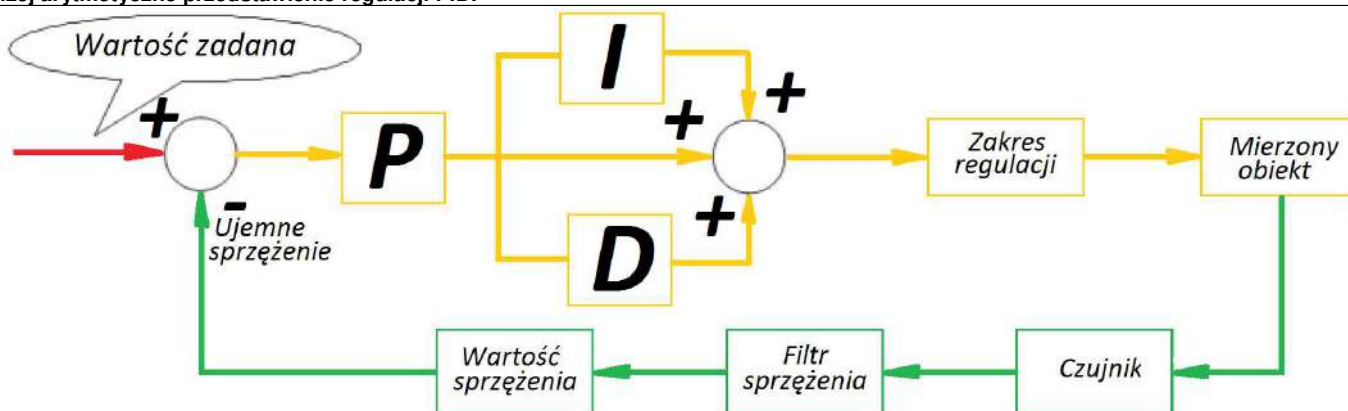 Wartość zadana
+
I
+
+
P
Zakres
regulacji
Mierzony
obiekt
-
Ujemne
sprzężenie
+
D
Wartość
sprzężenia
Filtr
sprzężenia
Czujnik